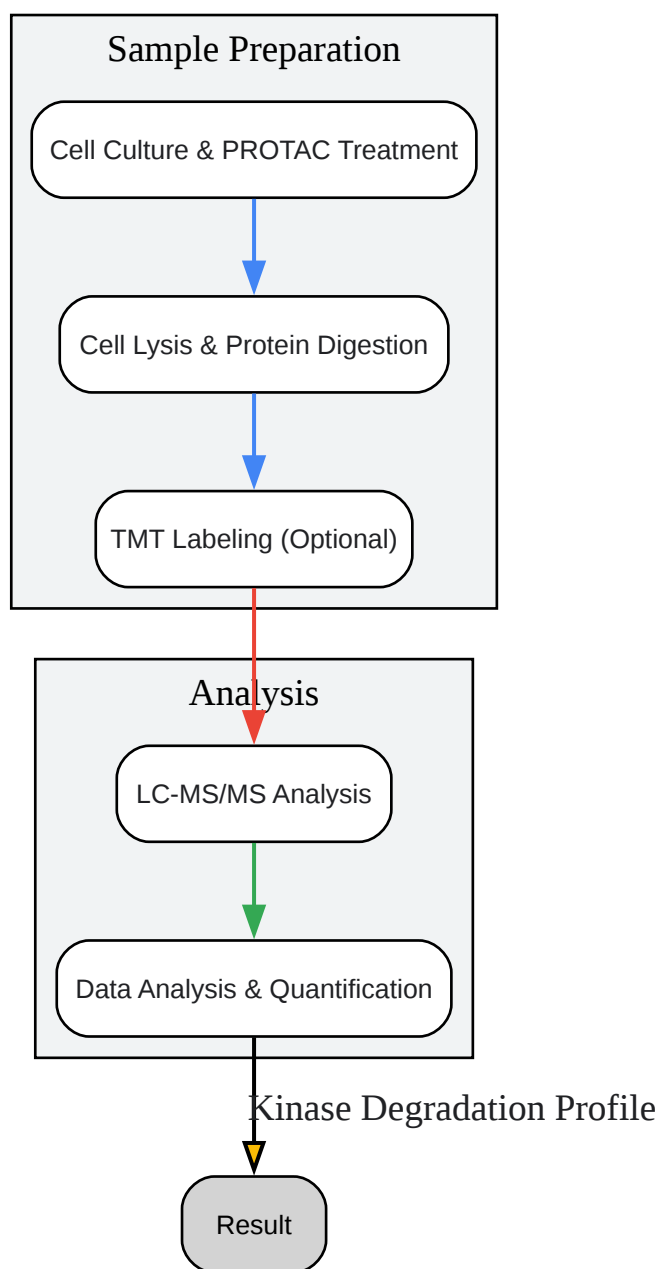 Sample Preparation
Cell Culture & PROTAC Treatment
Cell Lysis & Protein Digestion
TMT Labeling (Optional)
Analysis
LC-MS/MS Analysis
Data Analysis & Quantification
Kinase Degradation Profile
Result